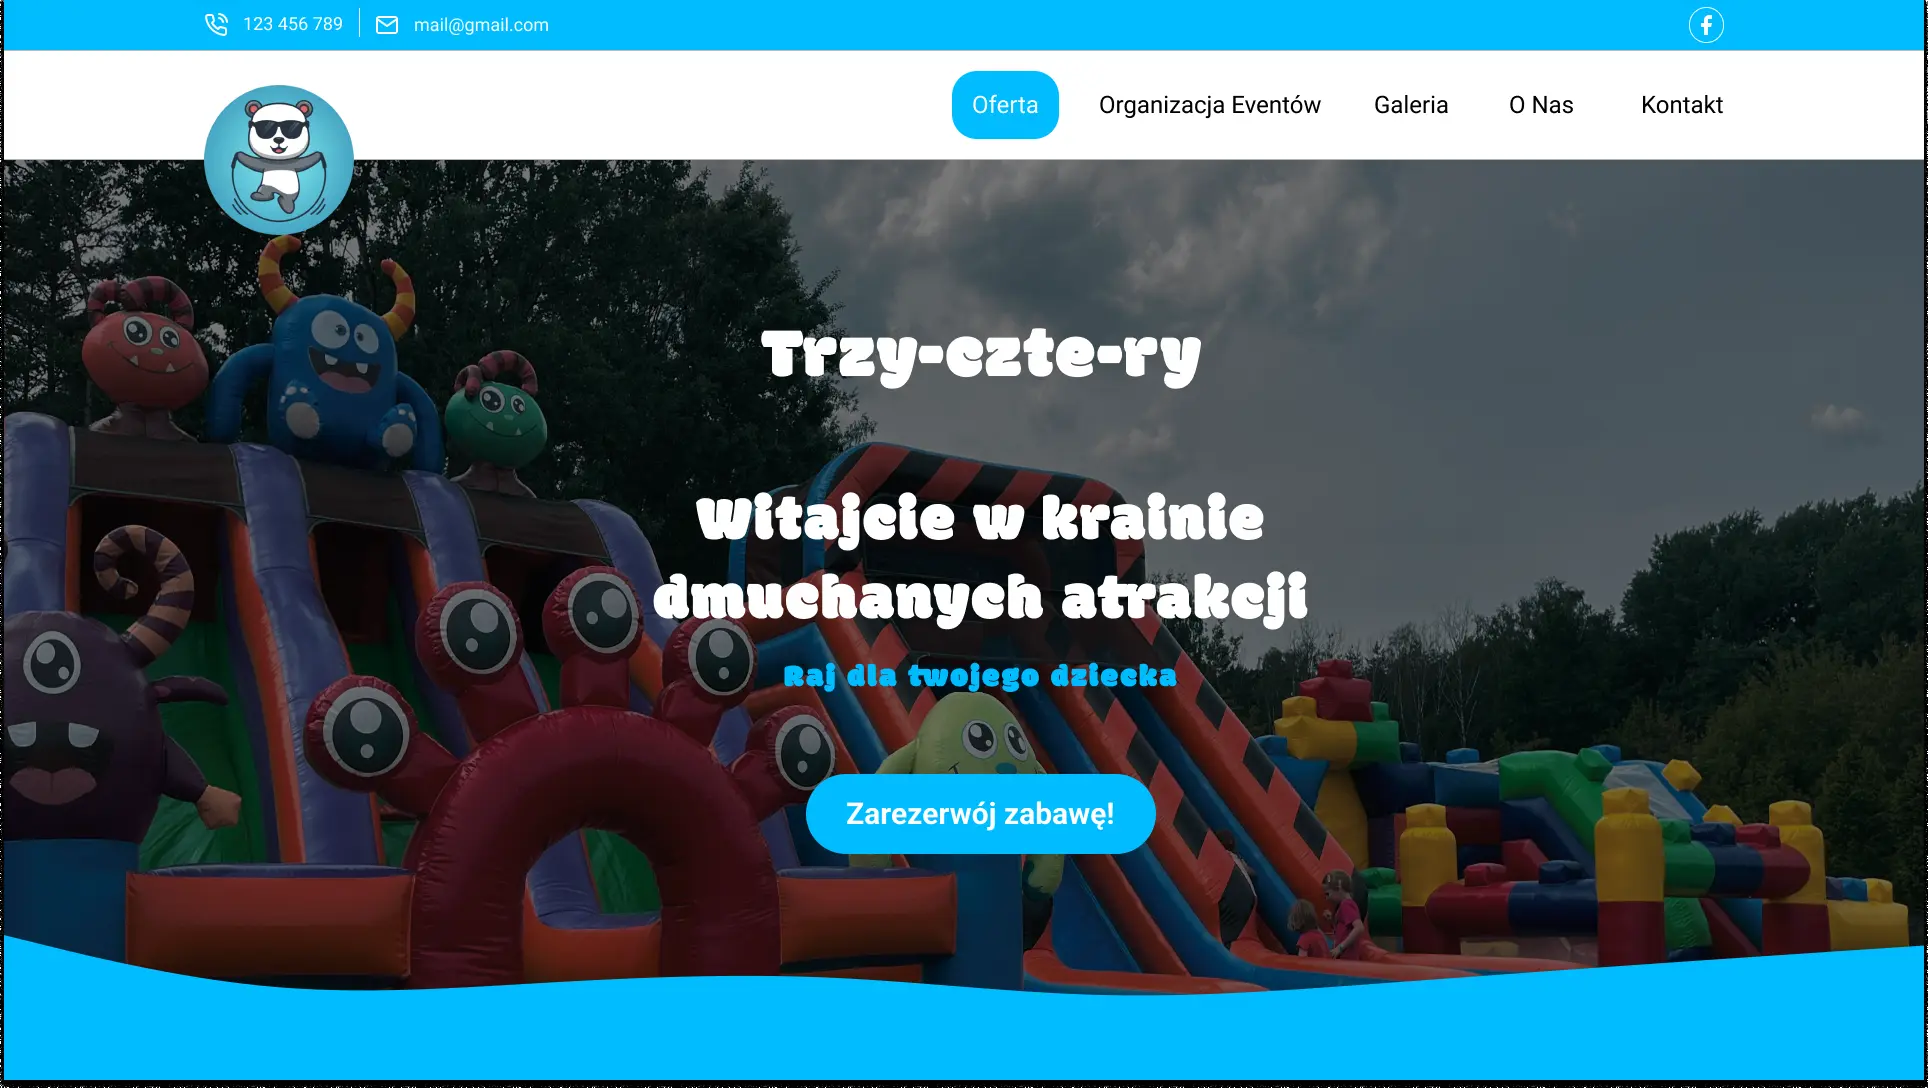 123 456 789
mail@gmail.com
Oferta
Organizacja Eventów
Galeria
O Nas
Kontakt
Trzy-czte-ry
Witajcie w krainie
dmuchanych atrakcji
Raj dla twojego dziecka
Zarezerwój zabawę!